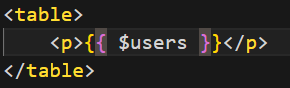 <table>
<p>{{ $users }}</p>
</table>